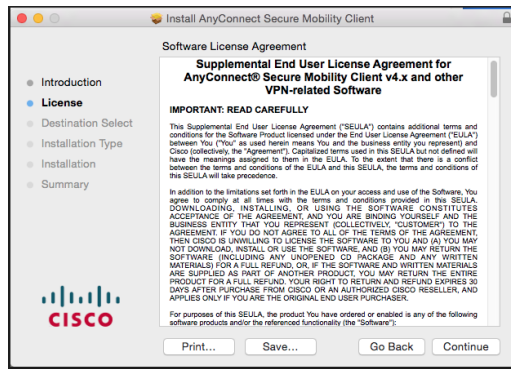 Install AnyConnect Secure Mobility Client
Introduction
License
Destination Select
Installation Type
Installation
Summary
CISCO
Software License Agreement
Supplemental End User License Agreement for
AnyConnect® Secure Mobility Client v4.x and other
VPN-related Software
IMPORTANT: READ CAREFULLY
This Supplemental End User License Agreement ("SEULA") contains additional terms and
conditions for the Software Product licensed under the End User License Agreement ("EULA")
between You ("You" as used herein means You and the business entity you represent) and
Cisco (collectively, the "Agreement"). Capitalized terms used in this SEULA but not defined will
have the meanings assigned to them in the EULA. To the extent that there is a conflict
between the terms and conditions of the EULA and this SEULA, the terms and conditions of
this SEULA will take precedence.
In addition to the limitations set forth in the EULA on your access and use of the Software, You
agree to comply at all times with the terms and conditions provided in this SEULA.
DOWNLOADING, INSTALLING, OR USING THE SOFTWARE CONSTITUTES
ACCEPTANCE OF THE AGREEMENT, AND YOU ARE BINDING YOURSELF AND THE
BUSINESS ENTITY THAT YOU REPRESENT (COLLECTIVELY, "CUSTOMER") TO THE
AGREEMENT. IF YOU DO NOT AGREE TO ALL OF THE TERMS OF THE AGREEMENT,
THEN CISCO IS UNWILLING TO LICENSE THE SOFTWARE TO YOU AND (A) YOU MAY
NOT DOWNLOAD, INSTALL OR USE THE SOFTWARE, AND (B) YOU MAY RETURN THE
SOFTWARE (INCLUDING ANY UNOPENED CD PACKAGE AND ANY WRITTEN
MATERIALS) FOR A FULL REFUND, OR, IF THE SOFTWARE AND WRITTEN MATERIALS
ARE SUPPLIED AS PART OF ANOTHER PRODUCT, YOU MAY RETURN THE ENTIRE
PRODUCT FOR A FULL REFUND. YOUR RIGHT TO RETURN AND REFUND EXPIRES 30
DAYS AFTER PURCHASE FROM CISCO OR AN AUTHORIZED CISCO RESELLER, AND
APPLIES ONLY IF YOU ARE THE ORIGINAL END USER PURCHASER.
For purposes of this SEULA, the product You have ordered or enabled is any of the following
software products and/or the referenced functionality (the "Software"):
Print...
Save...
Go Back
Continue